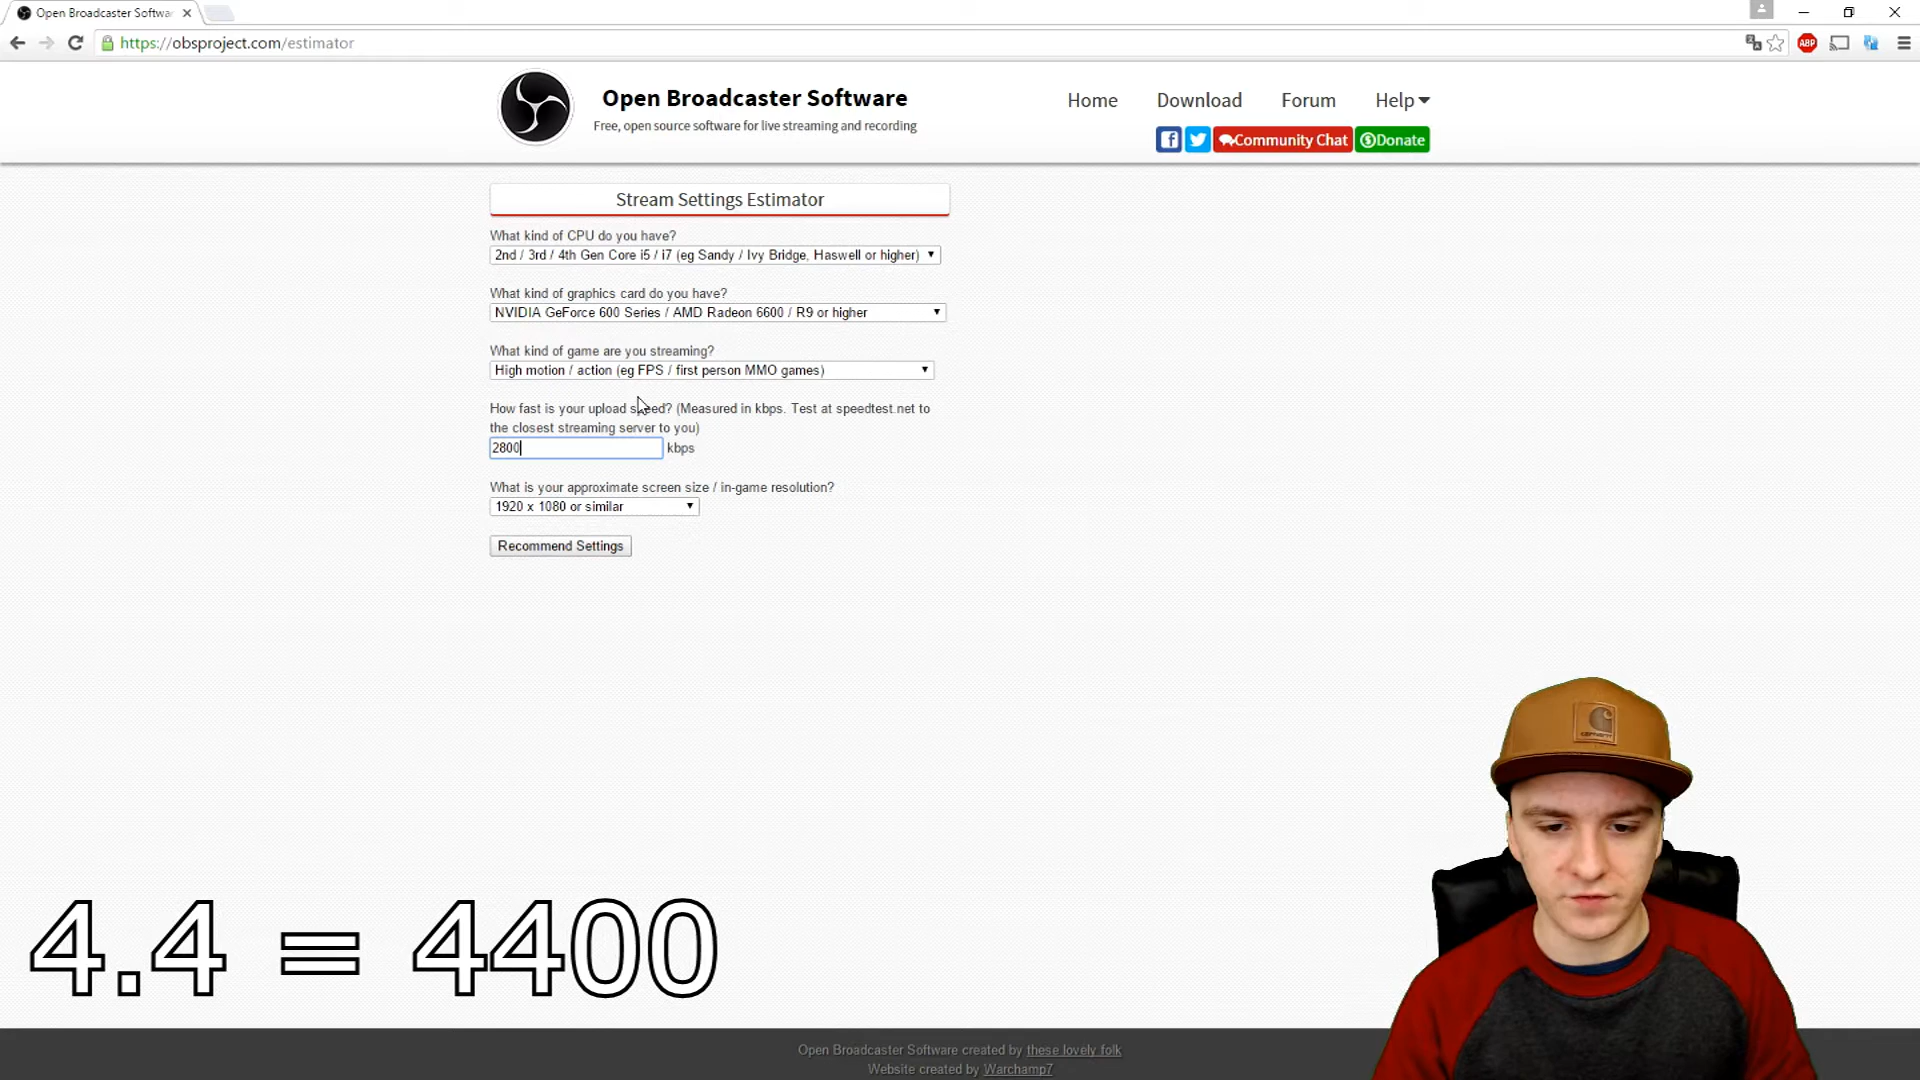 Open Broadcaster Softwa
https://obsproject.com/estimator
ABP
Open Broadcaster Software
Free, open source software for live streaming and recording
Home Download Forum Help
Community Chat Donate
Stream Settings Estimator
What kind of CPU do you have?
2nd / 3rd / 4th Gen Core i5 / i7 (eg Sandy / Ivy Bridge, Haswell or higher)
What kind of graphics card do you have?
NVIDIA GeForce 600 Series / AMD Radeon 6600 / R9 or higher
What kind of game are you streaming?
High motion / action (eg FPS / first person MMO games)
How fast is your upload speed? (Measured in kbps. Test at speedtest.net to
the closest streaming server to you)
2800 kbps
What is your approximate screen size / in-game resolution?
1920 x 1080 or similar
Recommend Settings
carhartt
4.4 = 4400
Open Broadcaster Software created by these lovely folk
Website created by Warchamp7